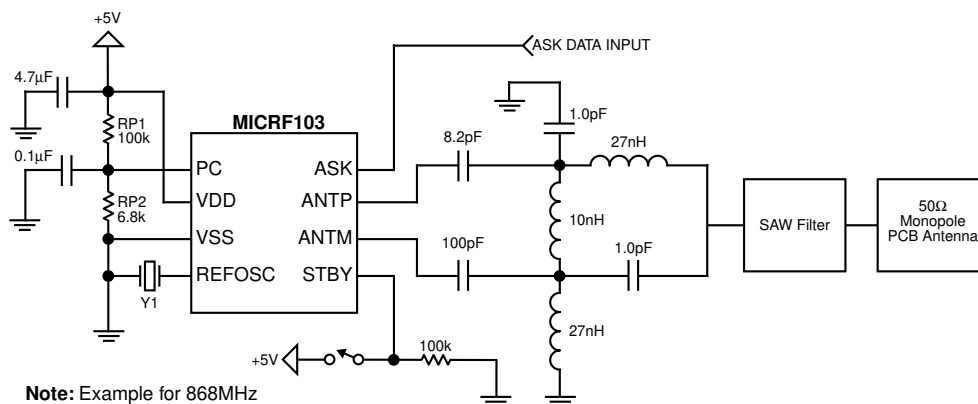 +5V
4.7µF
RP1
100k
0.1µF
RP2
6.8k
Y1
MICRF103
PC
VDD
VSS
REFOSC
ASK
ANTP
ANTM
STBY
ASK DATA INPUT
1.0pF
8.2pF
27nH
10nH
100pF
1.0pF
27nH
SAW Filter
50Ω
Monopole
PCB Antenna
+5V
100k
Note: Example for 868MHz